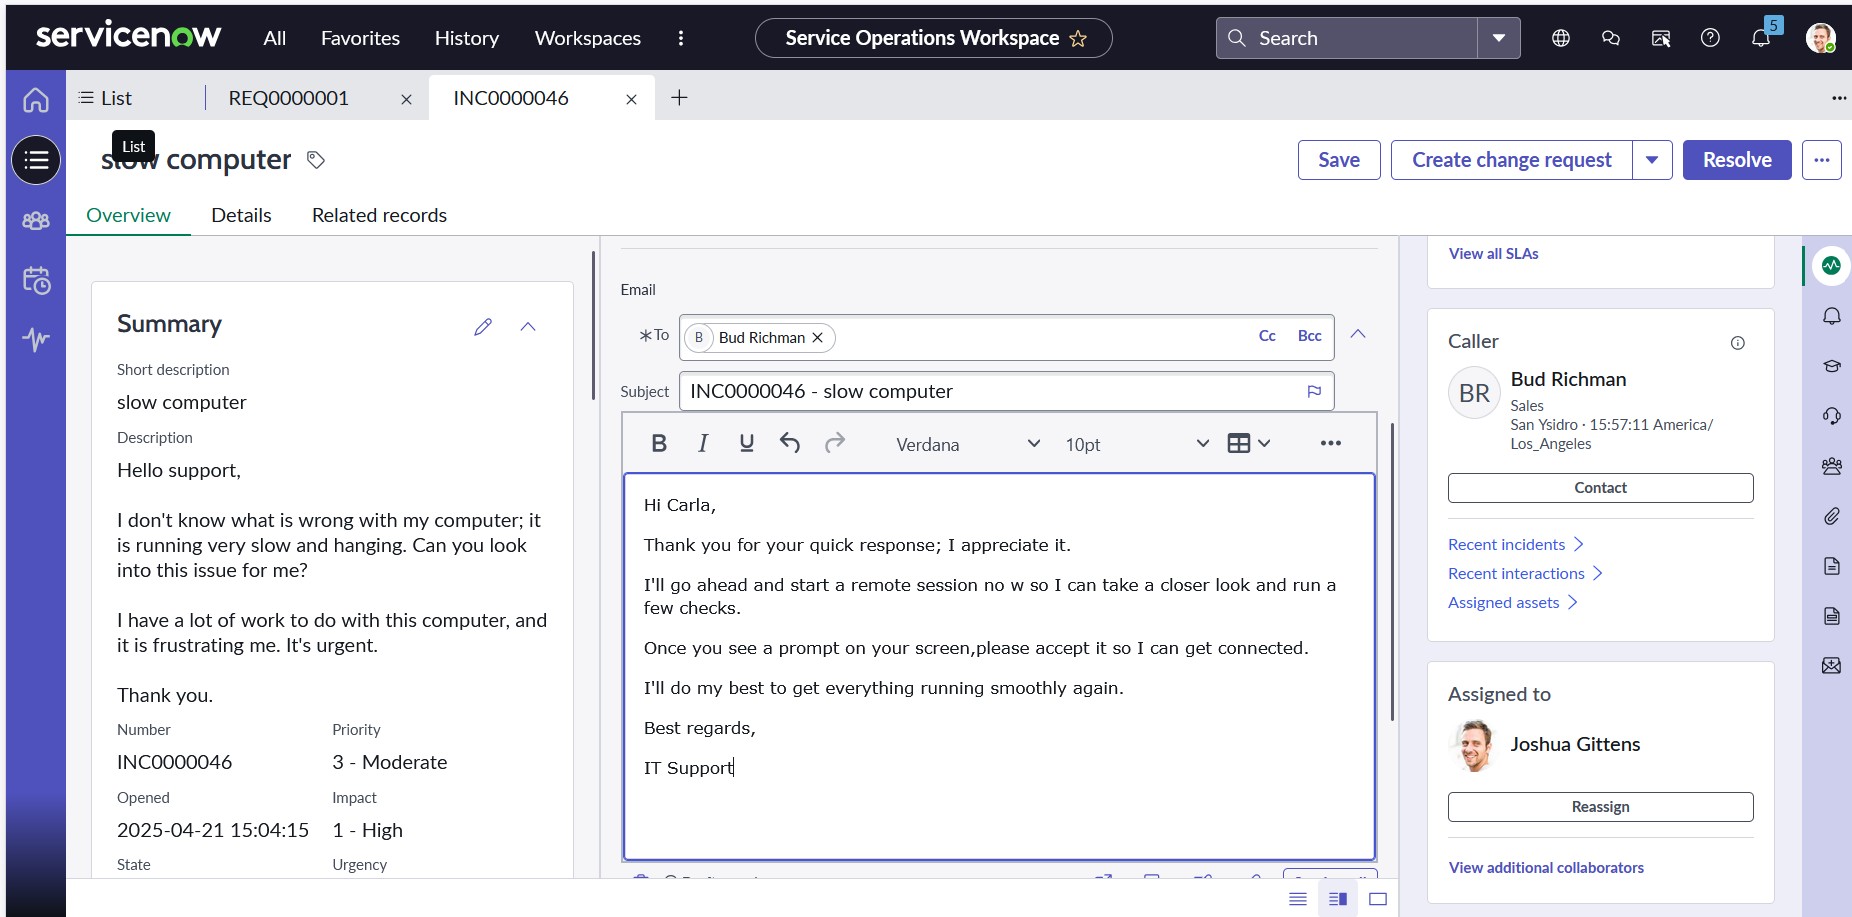 servicenow All Favorites History Workspaces Service Operations Workspace Search 5
List REQ0000001 INC0000046
List
slow computer
Save Create change request Resolve
Overview Details Related records
Summary
Short description
slow computer
Description
Hello support,
I don't know what is wrong with my computer; it
is running very slow and hanging. Can you look
into this issue for me?
I have a lot of work to do with this computer, and
it is frustrating me. It's urgent.
Thank you.
Number Priority
INC0000046 3 - Moderate
Opened Impact
2025-04-21 15:04:15 1 - High
State Urgency
Email
*To B Bud Richman Cc Bcc
Subject INC0000046 - slow computer
B I U Verdana 10pt
Hi Carla,
Thank you for your quick response; I appreciate it.
I'll go ahead and start a remote session no w so I can take a closer look and run a
few checks.
Once you see a prompt on your screen,please accept it so I can get connected.
I'll do my best to get everything running smoothly again.
Best regards,
IT Support
View all SLAs
Caller
BR Bud Richman
Sales
San Ysidro · 15:57:11 America/
Los_Angeles
Contact
Recent incidents
Recent interactions
Assigned assets
Assigned to
Joshua Gittens
Reassign
View additional collaborators